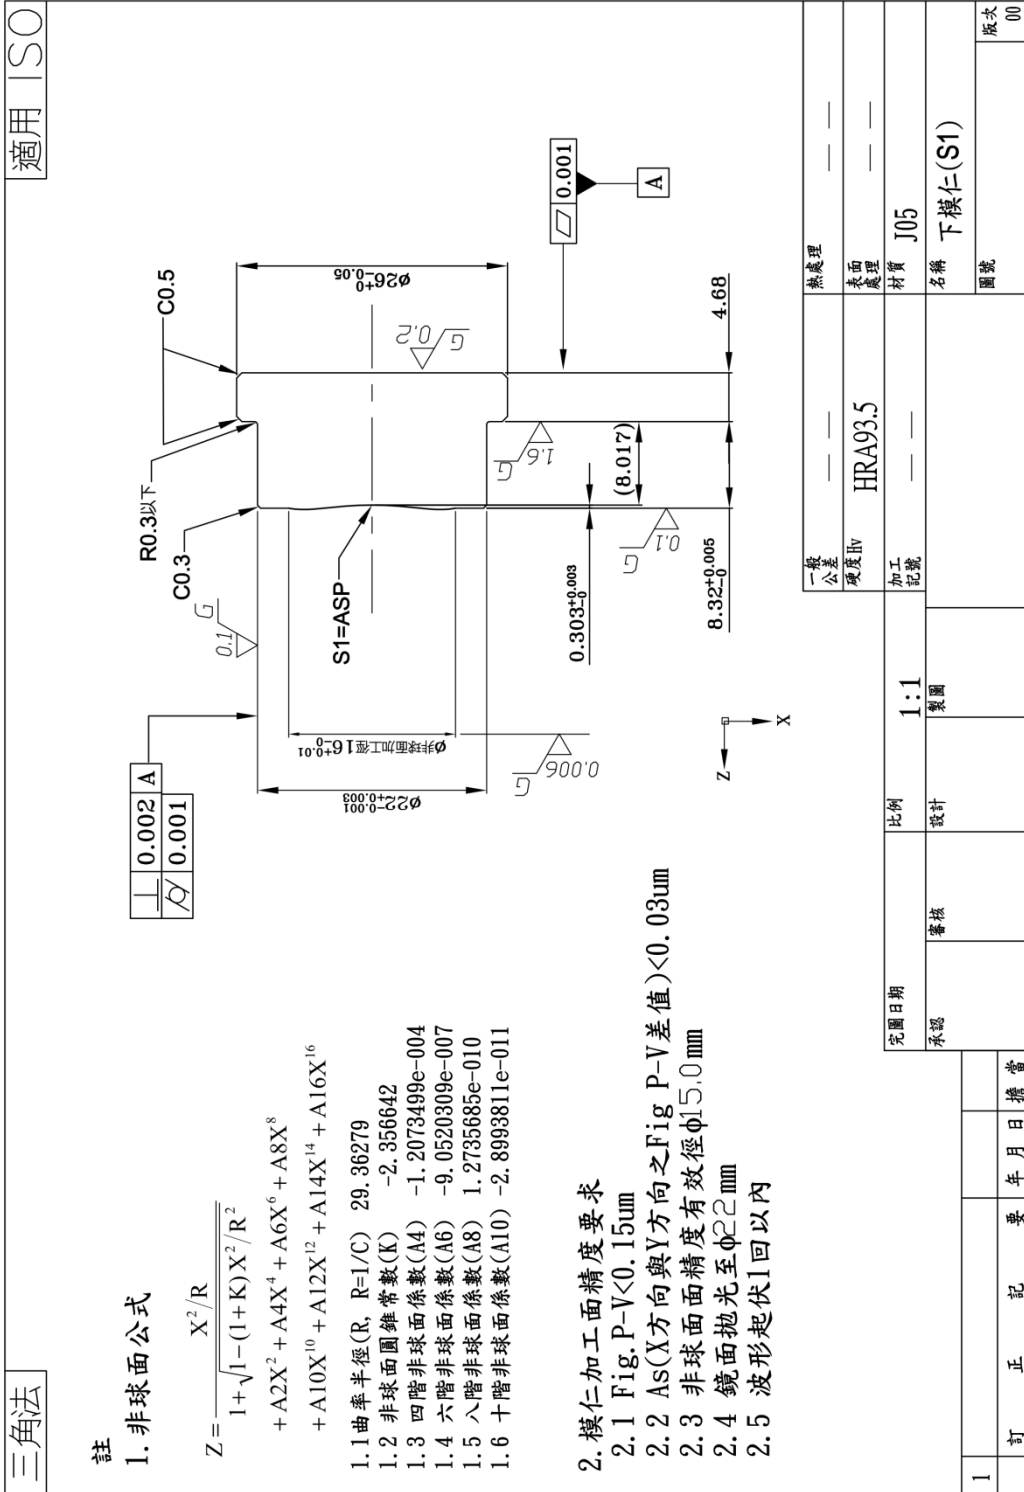 三角法
適用 ISO
註
1.非球面公式
Z= X²/R / 1+√1-(1+K)X²/R²
+A2X²+A4X⁴+A6X⁶+A8X⁸
+A10X¹⁰+A12X¹²+A14X¹⁴+A16X¹⁶
1.1曲率半徑(R, R=1/C) 29.36279
1.2 非球面圓錐常數(K) -2.356642
1.3 四階非球面係數(A4) -1.2073499e-004
1.4 六階非球面係數(A6) -9.0520309e-007
1.5 八階非球面係數(A8) 1.2735685e-010
1.6 十階非球面係數(A10) -2.8993811e-011
2.模仁加工面精度要求
2.1 Fig.P-V<0.15um
2.2 As(X方向與Y方向之Fig P-V差值)<0.03um
2.3 非球面面精度有效徑ϕ15.0mm
2.4 鏡面拋光至ϕ22mm
2.5 波形起伏1回以內
⊥ 0.002 A
⌭ 0.001
0.1 G
C0.3
R0.3以下
C0.5
S1=ASP
ø22-0.001 +0.003
ø非球面加工徑16+0.01 -0
ø26+0 -0.05
0.2 G
1.6 G
0.1 G
0.006 G
⏥ 0.001
A
(8.017)
4.68
0.303+0.003 -0
8.32+0.005 -0
Z
X
一般公差 — —
熱處理 — —
硬度Hv HRA93.5
表面處理 — —
加工記號 — —
材質 J05
完圖日期
比例 1:1
名稱 下模仁(S1)
承認
審核
設計
製圖
圖號
版次 00
1
訂正記要 年月日 擔當